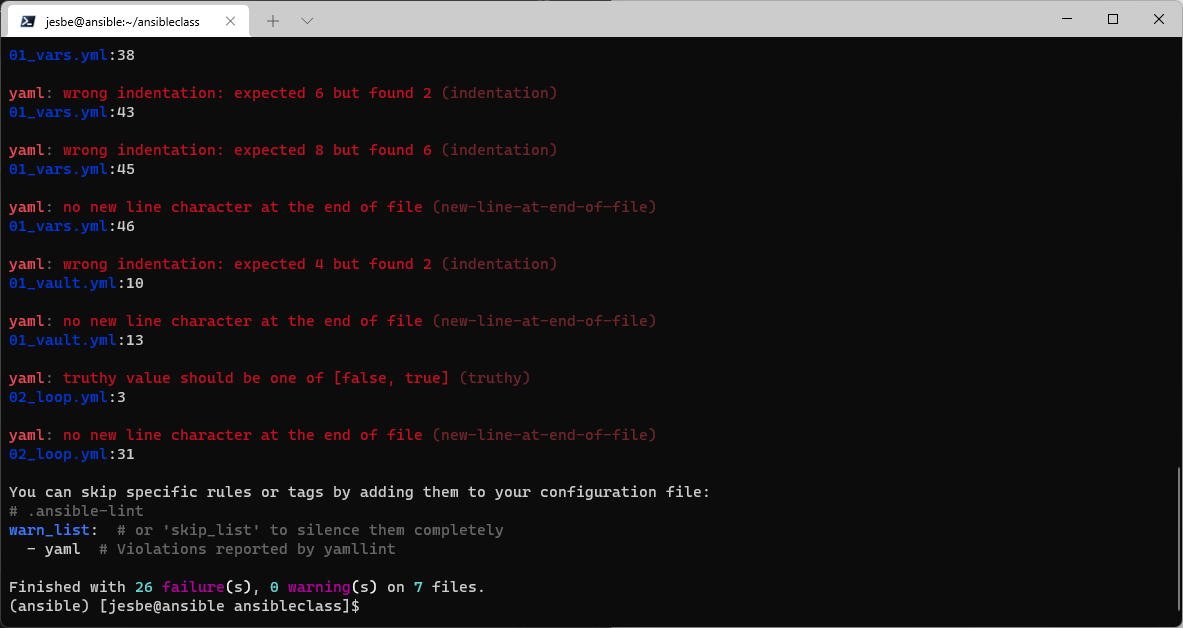 jesbe@ansible:~/ansibleclass
01_vars.yml:38
yaml: wrong indentation: expected 6 but found 2 (indentation)
01_vars.yml:43
yaml: wrong indentation: expected 8 but found 6 (indentation)
01_vars.yml:45
yaml: no new line character at the end of file (new-line-at-end-of-file)
01_vars.yml:46
yaml: wrong indentation: expected 4 but found 2 (indentation)
01_vault.yml:10
yaml: no new line character at the end of file (new-line-at-end-of-file)
01_vault.yml:13
yaml: truthy value should be one of [false, true] (truthy)
02_loop.yml:3
yaml: no new line character at the end of file (new-line-at-end-of-file)
02_loop.yml:31
You can skip specific rules or tags by adding them to your configuration file:
# .ansible-lint
warn_list:  # or 'skip_list' to silence them completely
  - yaml  # Violations reported by yamllint
Finished with 26 failure(s), 0 warning(s) on 7 files.
(ansible) [jesbe@ansible ansibleclass]$